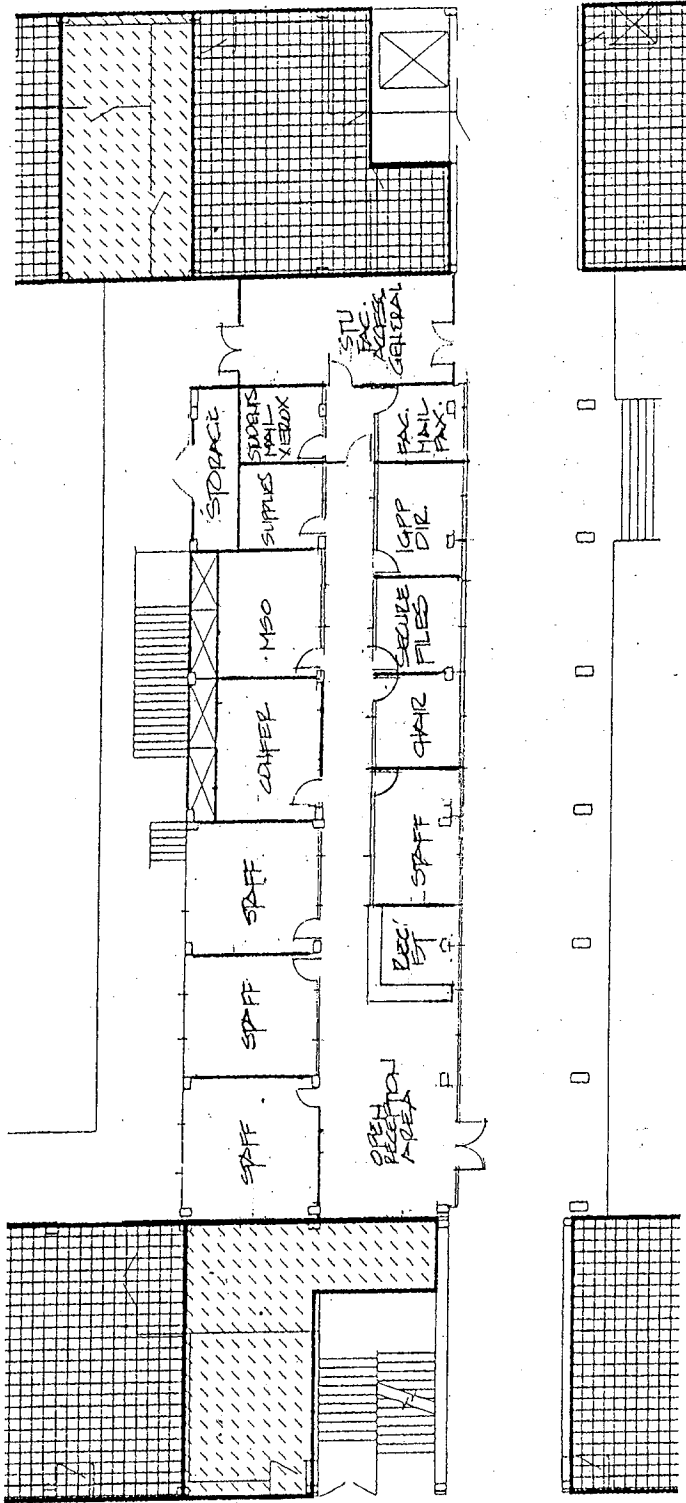 STU
FAC.
ACCESS
GENERAL
STORAGE
STUDENTS
MAIL
XEROX
FAC.
MAIL
FAX.
SUPPLIES
IGPP
DIR.
MSO
SECURE
FILES
CONFER
CHAIR
STAFF
STAFF
REC.
STAFF
OPEN
RECEPTION
AREA
STAFF